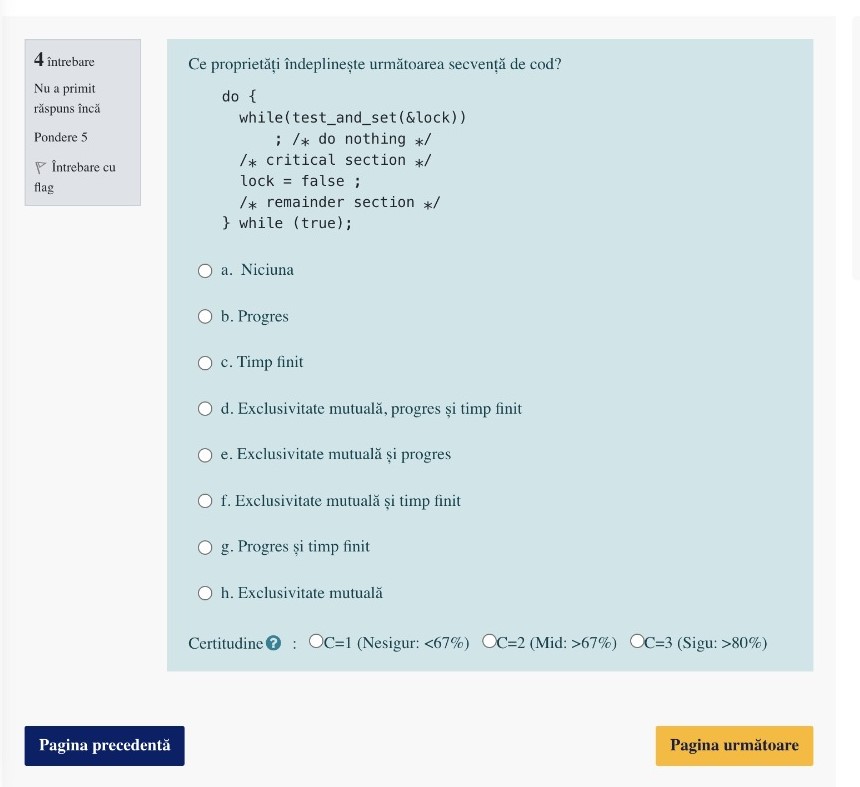 4 întrebare
Nu a primit
răspuns încă
Pondere 5
Întrebare cu
flag
Ce proprietăți îndeplinește următoarea secvență de cod?
do {
while(test_and_set(&lock))
; /* do nothing */
/* critical section */
lock = false ;
/* remainder section */
} while (true);
a. Niciuna
b. Progres
c. Timp finit
d. Exclusivitate mutuală, progres și timp finit
e. Exclusivitate mutuală și progres
f. Exclusivitate mutuală și timp finit
g. Progres și timp finit
h. Exclusivitate mutuală
Certitudine ? : C=1 (Nesigur: <67%) C=2 (Mid: >67%) C=3 (Sigu: >80%)
Pagina precedentă
Pagina următoare